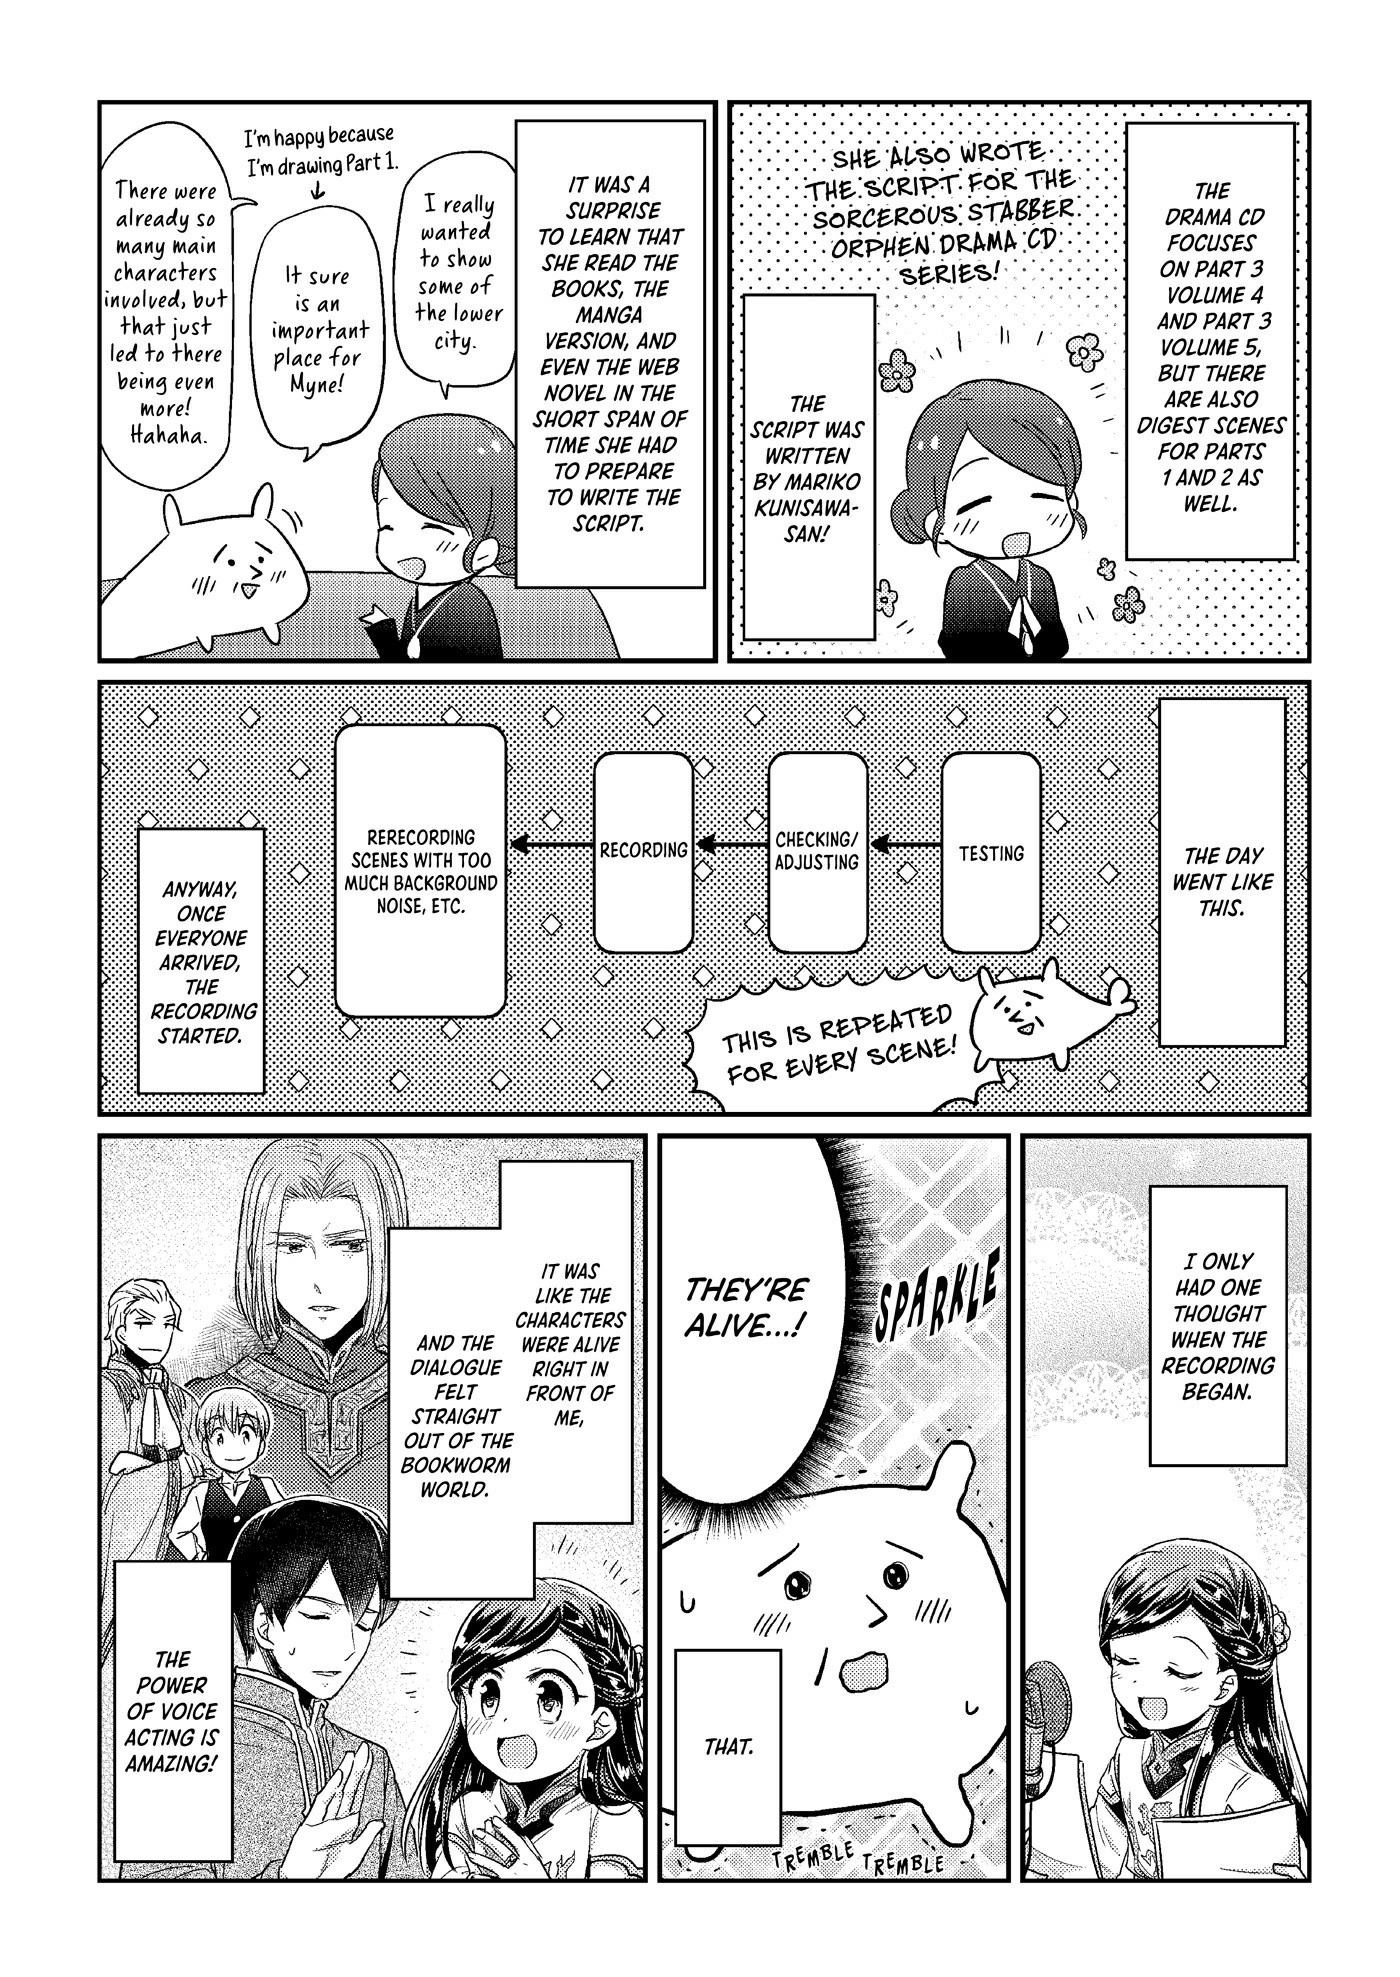 THE
DRAMA CD
FOCUSES
ON PART 3
VOLUME 4
AND PART 3
VOLUME 5,
BUT THERE
ARE ALSO
DIGEST SCENES
FOR PARTS
1 AND 2 AS
WELL.
SHE ALSO WROTE
THE SCRIPT FOR THE
SORCEROUS STABBER
ORPHEN DRAMA CD
SERIES!
THE
SCRIPT WAS
WRITTEN
BY MARIKO
KUNISAWA-
SAN!
IT WAS A
SURPRISE
TO LEARN THAT
SHE READ THE
BOOKS, THE
MANGA
VERSION, AND
EVEN THE WEB
NOVEL IN THE
SHORT SPAN OF
TIME SHE HAD
TO PREPARE
TO WRITE THE
SCRIPT.
I really
wanted
to show
some of
the lower
city.
I'm happy because
I'm drawing Part 1.
It sure
is an
important
place for
Myne!
There were
already so
many main
characters
involved, but
that just
led to there
being even
more!
Hahaha.
THE DAY
WENT LIKE
THIS.
TESTING
CHECKING/
ADJUSTING
RECORDING
RERECORDING
SCENES WITH TOO
MUCH BACKGROUND
NOISE, ETC.
THIS IS REPEATED
FOR EVERY SCENE!
ANYWAY,
ONCE
EVERYONE
ARRIVED,
THE
RECORDING
STARTED.
I ONLY
HAD ONE
THOUGHT
WHEN THE
RECORDING
BEGAN.
THEY'RE
ALIVE...!
SPARKLE
THAT.
TREMBLE
TREMBLE
IT WAS
LIKE THE
CHARACTERS
WERE ALIVE
RIGHT IN
FRONT OF
ME,
AND THE
DIALOGUE
FELT
STRAIGHT
OUT OF THE
BOOKWORM
WORLD.
THE
POWER
OF VOICE
ACTING IS
AMAZING!